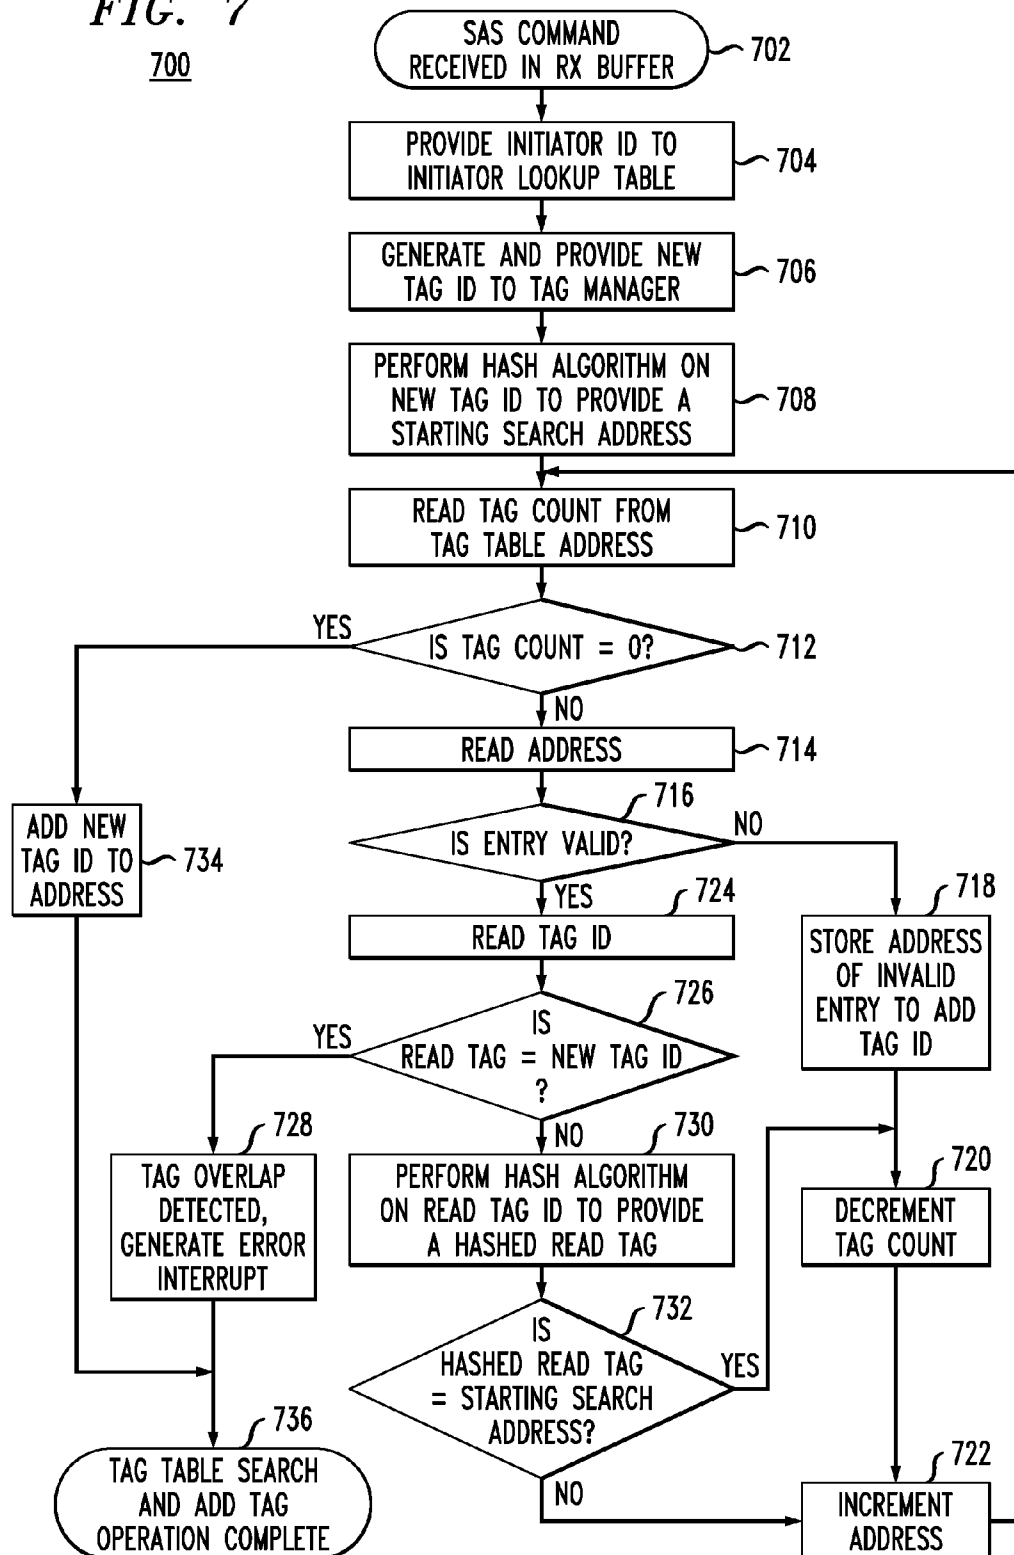 FIG. 7
700
SAS COMMAND
RECEIVED IN RX BUFFER
702
PROVIDE INITIATOR ID TO
INITIATOR LOOKUP TABLE
704
GENERATE AND PROVIDE NEW
TAG ID TO TAG MANAGER
706
PERFORM HASH ALGORITHM ON
NEW TAG ID TO PROVIDE A
STARTING SEARCH ADDRESS
708
READ TAG COUNT FROM
TAG TABLE ADDRESS
710
YES
IS TAG COUNT = 0?
712
NO
READ ADDRESS
714
716
IS ENTRY VALID?
NO
YES
ADD NEW
TAG ID TO
ADDRESS
734
724
READ TAG ID
718
STORE ADDRESS
OF INVALID
ENTRY TO ADD
TAG ID
726
YES
IS
READ TAG = NEW TAG ID
?
NO
728
TAG OVERLAP
DETECTED,
GENERATE ERROR
INTERRUPT
730
PERFORM HASH ALGORITHM
ON READ TAG ID TO PROVIDE
A HASHED READ TAG
720
DECREMENT
TAG COUNT
732
IS
HASHED READ TAG
= STARTING SEARCH
ADDRESS?
YES
NO
736
TAG TABLE SEARCH
AND ADD TAG
OPERATION COMPLETE
722
INCREMENT
ADDRESS